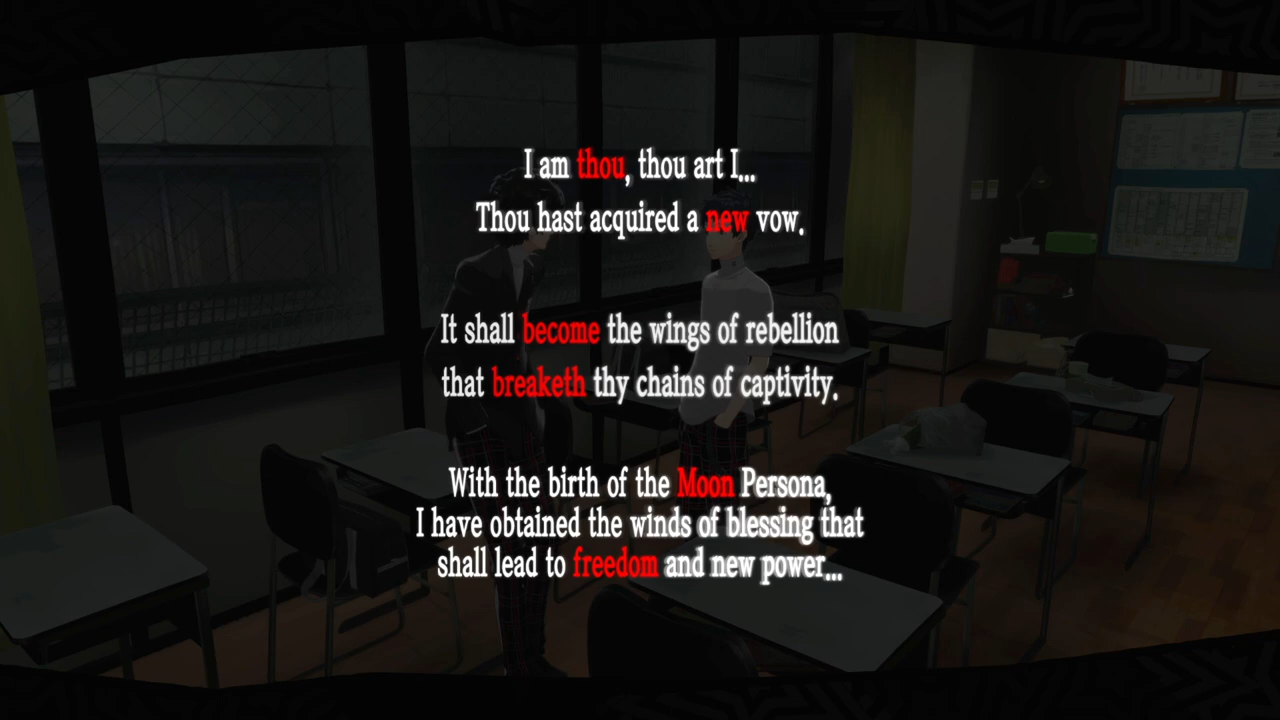 I am thou, thou art I...
Thou hast acquired a new vow.
It shall become the wings of rebellion
that breaketh thy chains of captivity.
With the birth of the Moon Persona,
I have obtained the winds of blessing that
shall lead to freedom and new power...